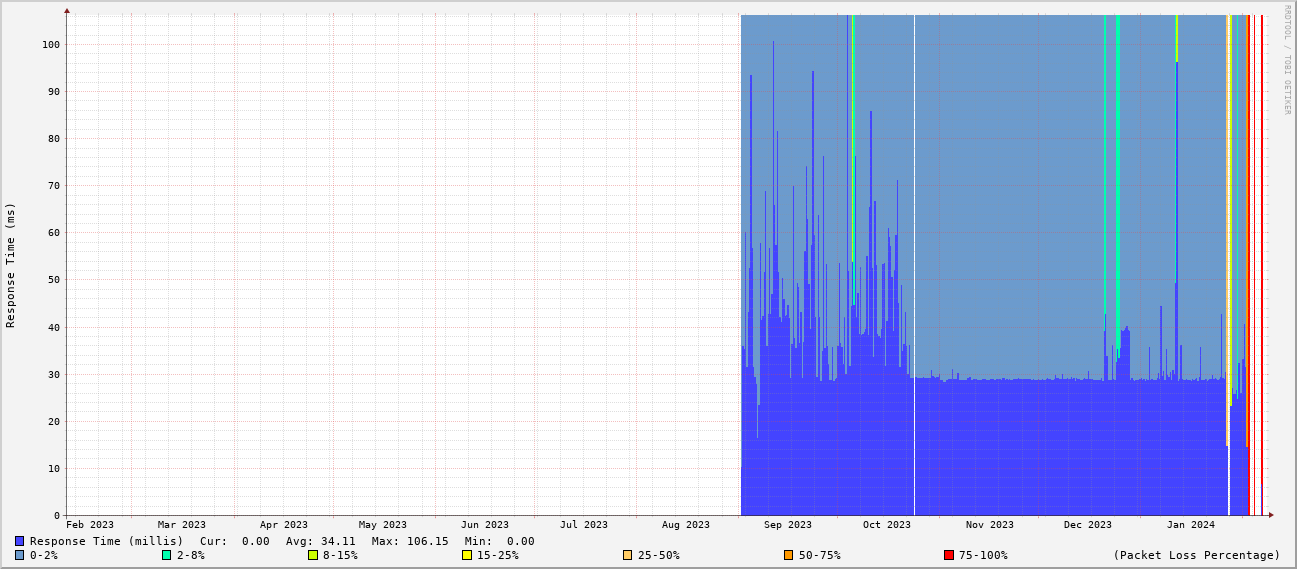 RRDTOOL / TOBI OETIKER
Response Time (ms)
100
90
80
70
60
50
40
30
20
10
0
Feb 2023 Mar 2023 Apr 2023 May 2023 Jun 2023 Jul 2023 Aug 2023 Sep 2023 Oct 2023 Nov 2023 Dec 2023 Jan 2024
Response Time (millis) Cur: 0.00 Avg: 34.11 Max: 106.15 Min: 0.00
0-2% 2-8% 8-15% 15-25% 25-50% 50-75% 75-100% (Packet Loss Percentage)